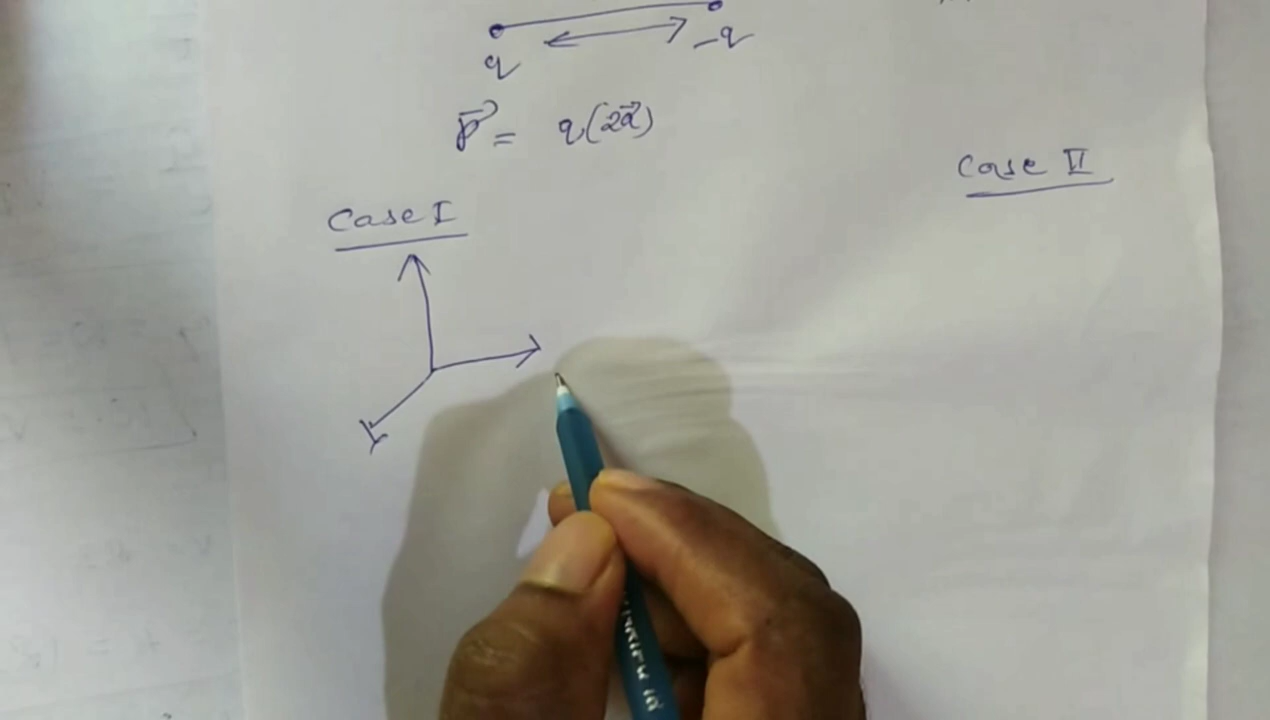 q -q
p⃗ = q(2a⃗)
Case II
Case I